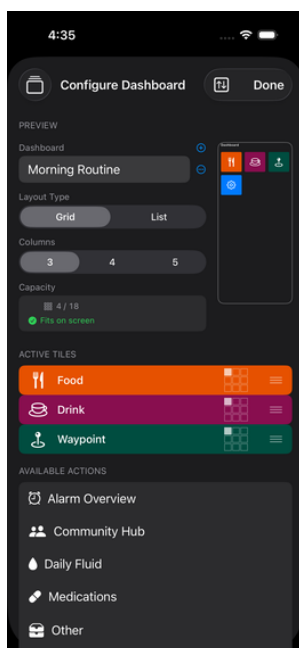 4:35
Configure Dashboard
Done
PREVIEW
Dashboard
Morning Routine
Layout Type
Grid
List
Columns
3
4
5
Capacity
4 / 18
Fits on screen
Dashboard
ACTIVE TILES
Food
Drink
Waypoint
AVAILABLE ACTIONS
Alarm Overview
Community Hub
Daily Fluid
Medications
Other